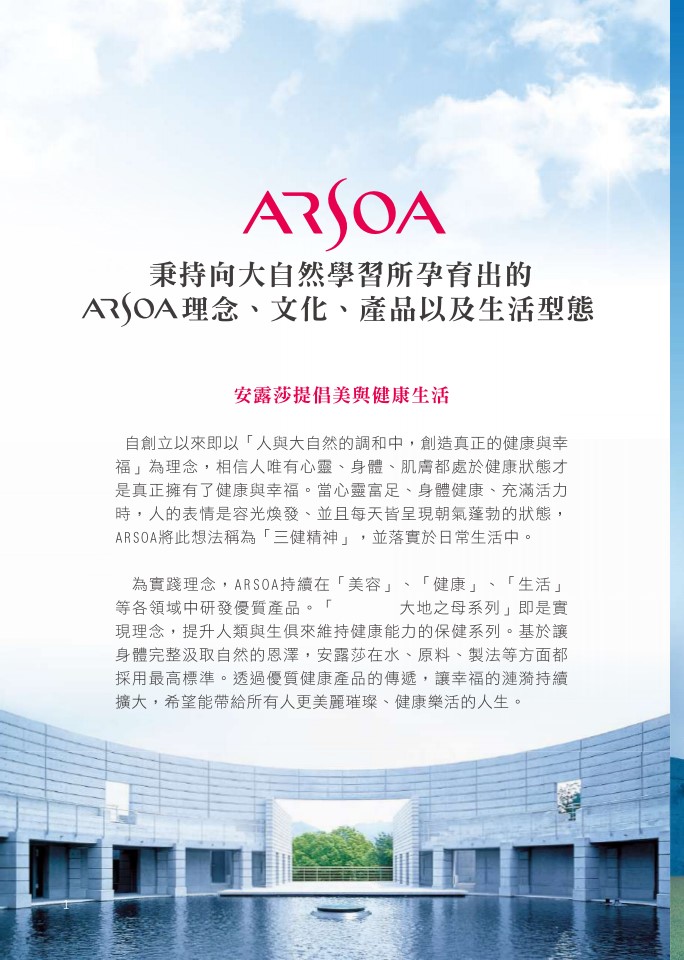 ARSOA
秉持向大自然學習所孕育出的
ARSOA理念、文化、產品以及生活型態
安露莎提倡美與健康生活
自創立以來即以「人與大自然的調和中，創造真正的健康與幸
福」為理念，相信人唯有心靈、身體、肌膚都處於健康狀態才
是真正擁有了健康與幸福。當心靈富足、身體健康、充滿活力
時，人的表情是容光煥發、並且每天皆呈現朝氣蓬勃的狀態，
ARSOA將此想法稱為「三健精神」，並落實於日常生活中。
為實踐理念，ARSOA持續在「美容」、「健康」、「生活」
等各領域中研發優質產品。「 大地之母系列」即是實
現理念，提升人類與生俱來維持健康能力的保健系列。基於讓
身體完整汲取自然的恩澤，安露莎在水、原料、製法等方面都
採用最高標準。透過優質健康產品的傳遞，讓幸福的漣漪持續
擴大，希望能帶給所有人更美麗璀璨、健康樂活的人生。
1